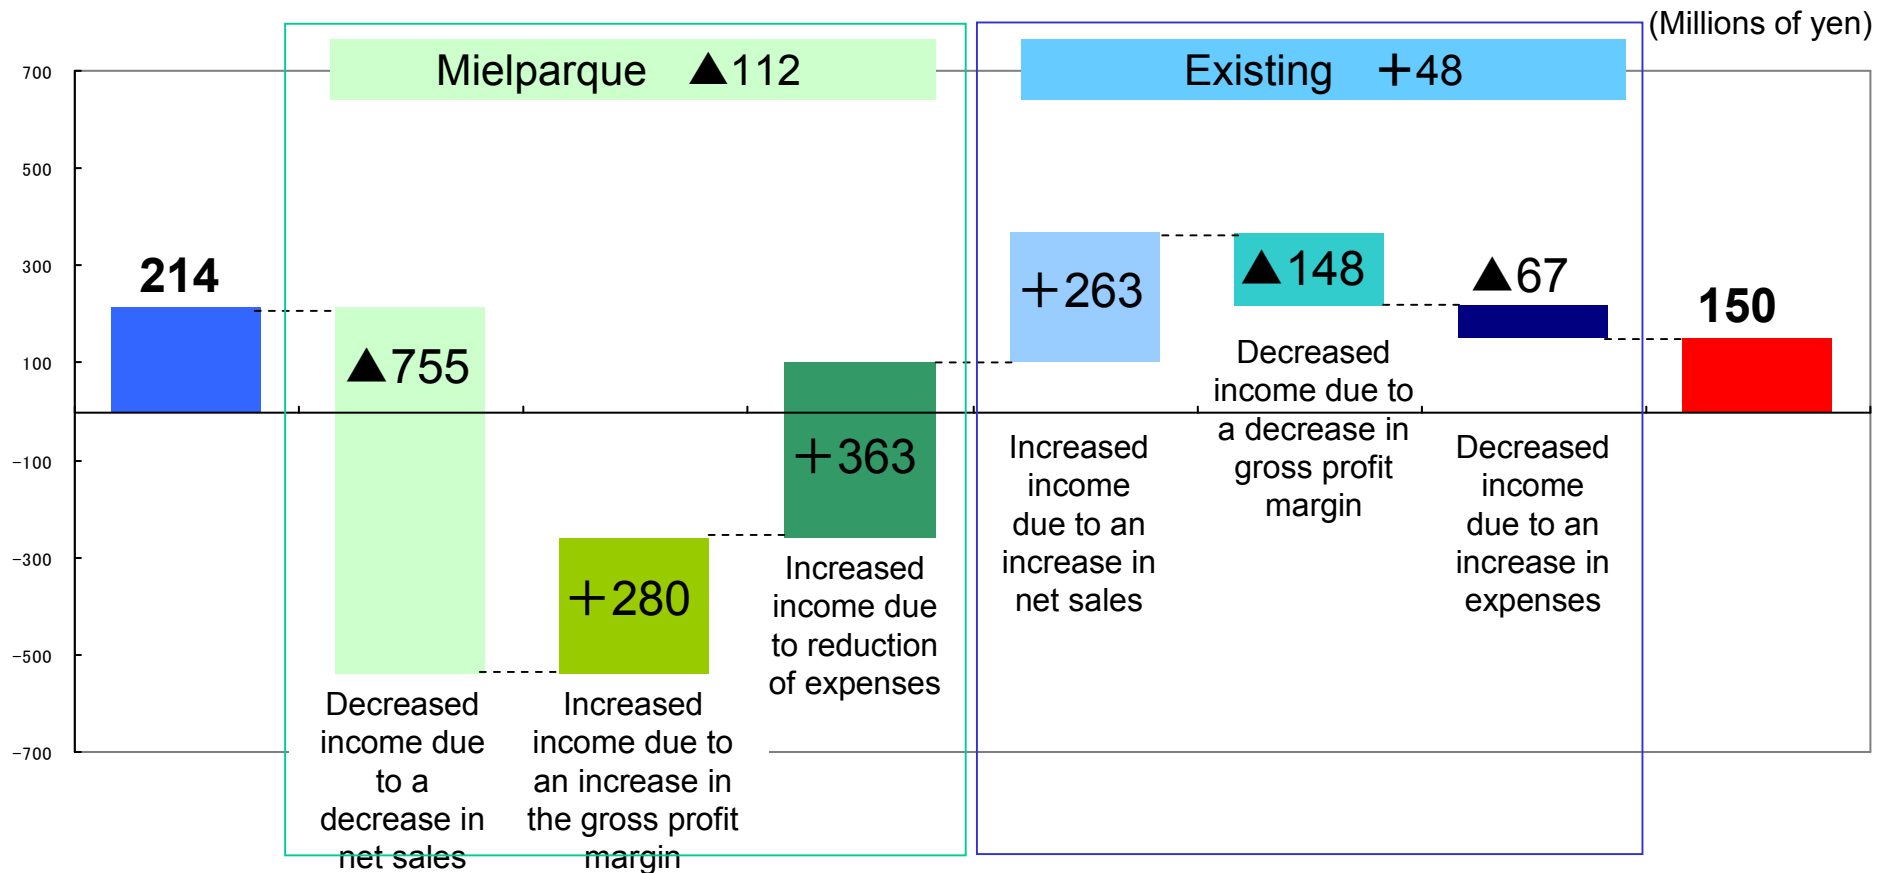 (Millions of yen)
Mielparque ▲112
Existing +48
700
500
300
100
-100
-300
-500
-700
214
▲755
Decreased
income due
to a
decrease in
net sales
+280
Increased
income due to
an increase in
the gross profit
margin
+363
Increased
income due
to reduction
of expenses
+263
Increased
income
due to an
increase in
net sales
▲148
Decreased
income due to
a decrease in
gross profit
margin
▲67
Decreased
income
due to an
increase in
expenses
150